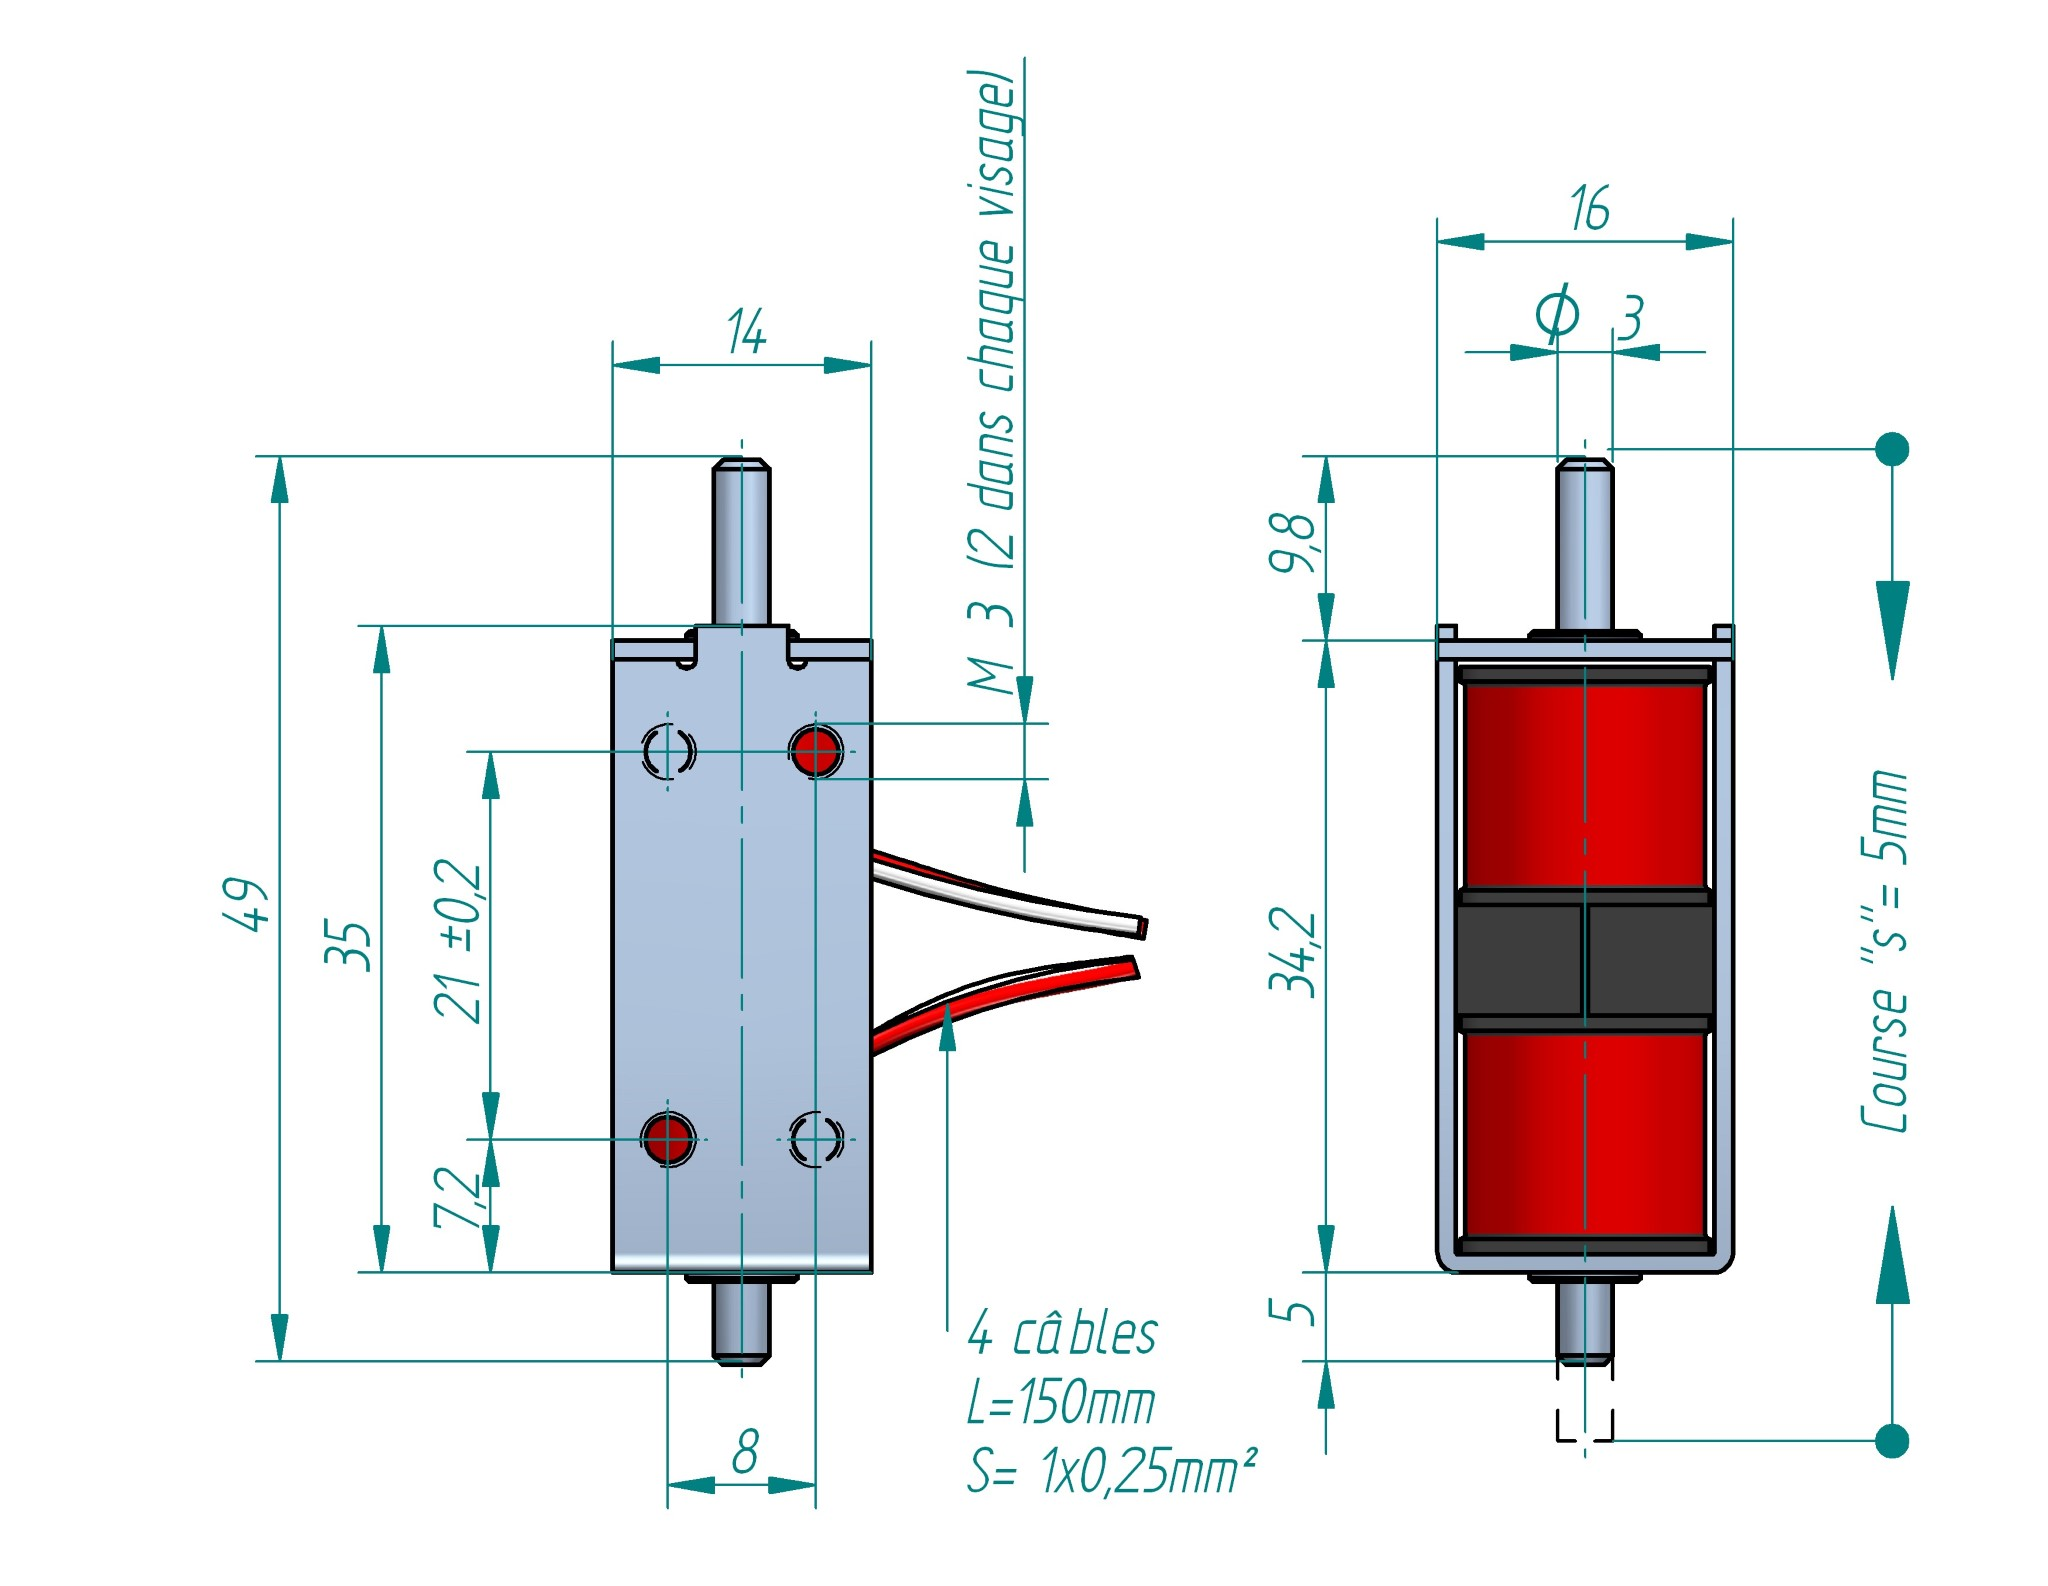 M 3 (2 dans chaque visage)
14
49
35
21 ±0,2
7,2
8
4 câbles
L=150mm
S= 1x0,25mm²
16
ϕ 3
9,8
34,2
5
Course "s"= 5mm